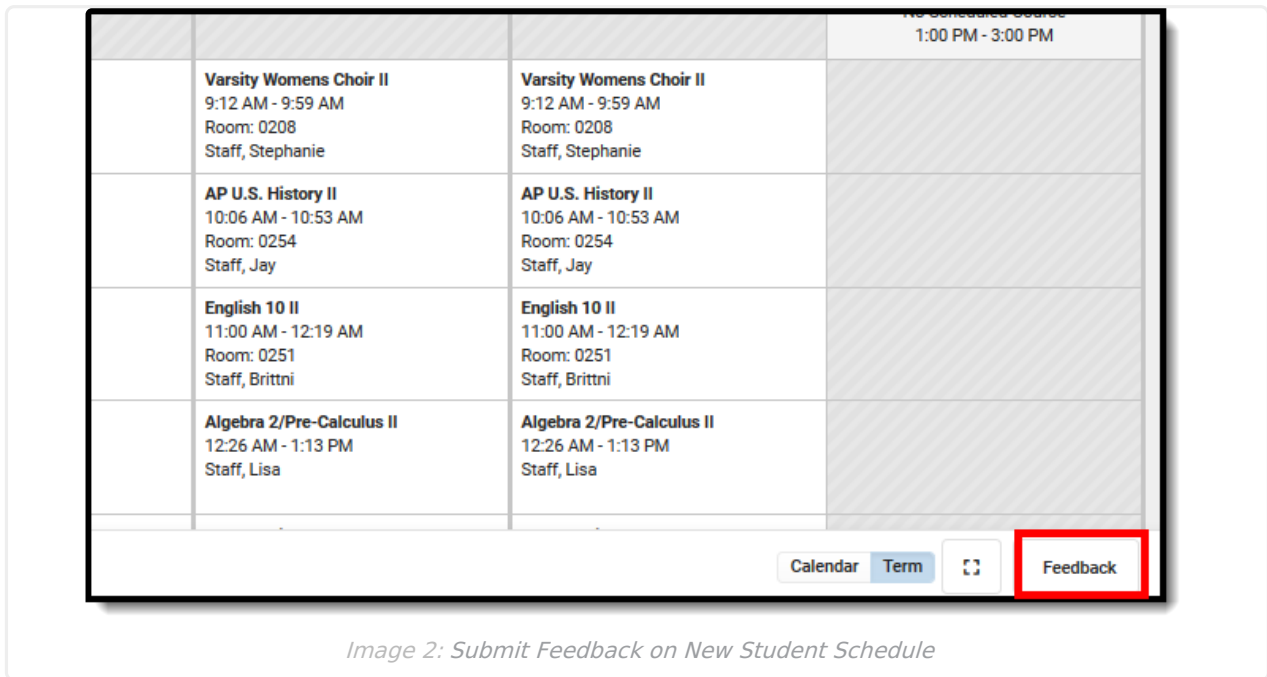 No Scheduled Course
1:00 PM - 3:00 PM
Varsity Womens Choir II
9:12 AM - 9:59 AM
Room: 0208
Staff, Stephanie
Varsity Womens Choir II
9:12 AM - 9:59 AM
Room: 0208
Staff, Stephanie
AP U.S. History II
10:06 AM - 10:53 AM
Room: 0254
Staff, Jay
AP U.S. History II
10:06 AM - 10:53 AM
Room: 0254
Staff, Jay
English 10 II
11:00 AM - 12:19 AM
Room: 0251
Staff, Brittni
English 10 II
11:00 AM - 12:19 AM
Room: 0251
Staff, Brittni
Algebra 2/Pre-Calculus II
12:26 AM - 1:13 PM
Staff, Lisa
Algebra 2/Pre-Calculus II
12:26 AM - 1:13 PM
Staff, Lisa
Calendar Term
Feedback
Image 2: Submit Feedback on New Student Schedule